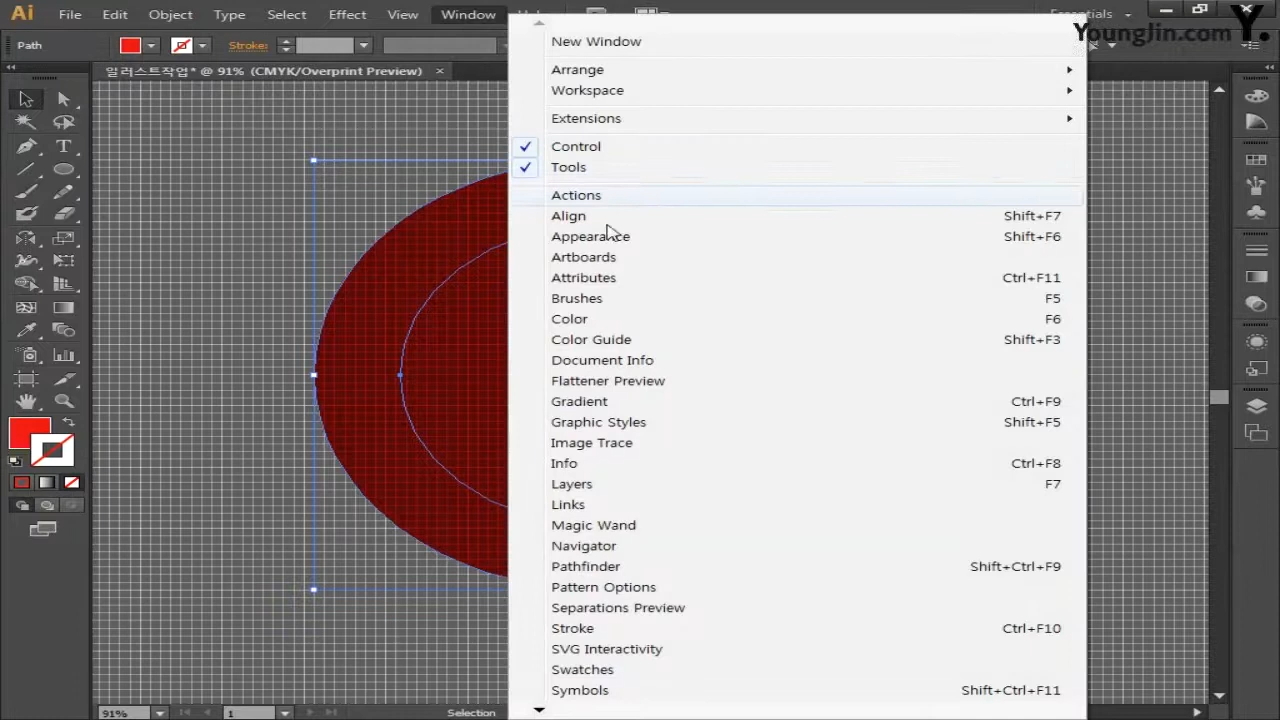 Ai File Edit Object Type Select Effect View Window
Essentials
YoungJin.com Y.
Path Stroke:
일러스트작업* @ 91% (CMYK/Overprint Preview) ×
New Window
Arrange
Workspace
Extensions
Control
Tools
Actions
Align Shift+F7
Appearance Shift+F6
Artboards
Attributes Ctrl+F11
Brushes F5
Color F6
Color Guide Shift+F3
Document Info
Flattener Preview
Gradient Ctrl+F9
Graphic Styles Shift+F5
Image Trace
Info Ctrl+F8
Layers F7
Links
Magic Wand
Navigator
Pathfinder Shift+Ctrl+F9
Pattern Options
Separations Preview
Stroke Ctrl+F10
SVG Interactivity
Swatches
Symbols Shift+Ctrl+F11
91% 1 Selection